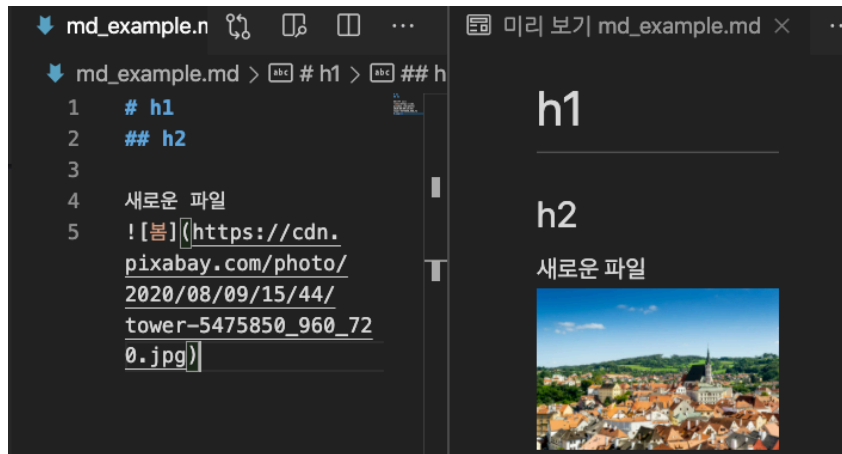 md_example.n
미리 보기 md_example.md
md_example.md > # h1 > ## h
1 # h1
2 ## h2
3
4 새로운 파일
5 ![봄](https://cdn.
pixabay.com/photo/
2020/08/09/15/44/
tower-5475850_960_72
0.jpg)
h1
h2
새로운 파일